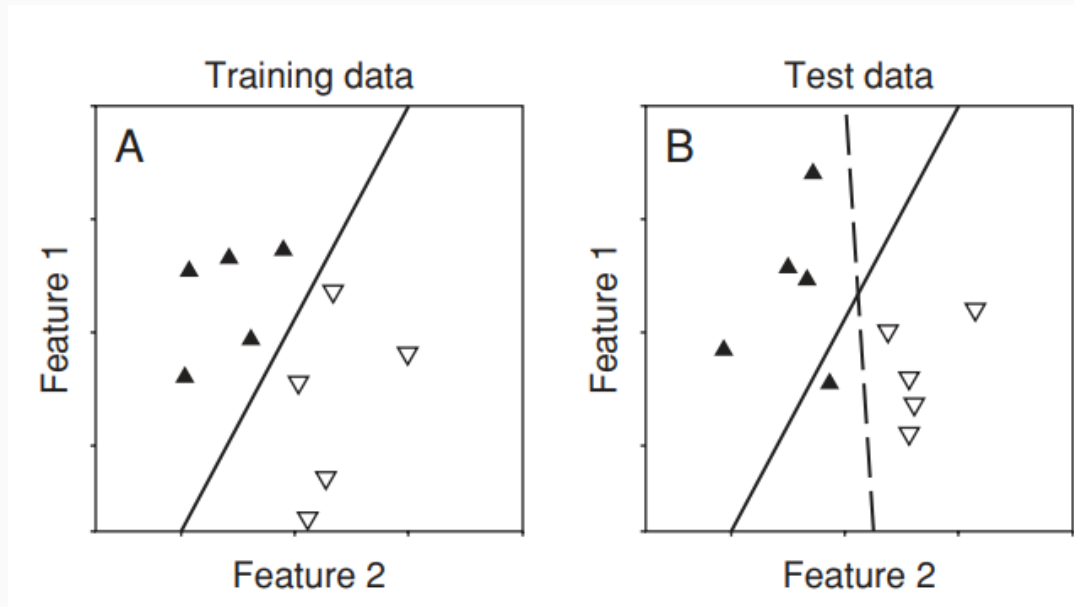 Training data
A
Feature 1
Feature 2
Test data
B
Feature 1
Feature 2